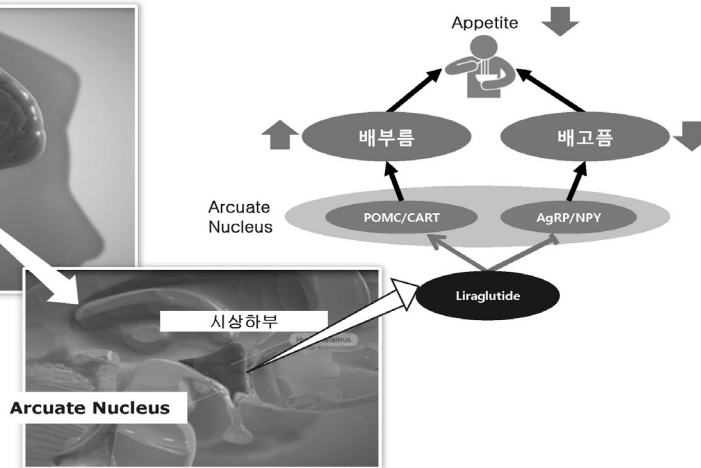 Appetite
배부름
배고픔
Arcuate
Nucleus
POMC/CART
AgRP/NPY
Liraglutide
시상하부
Arcuate Nucleus